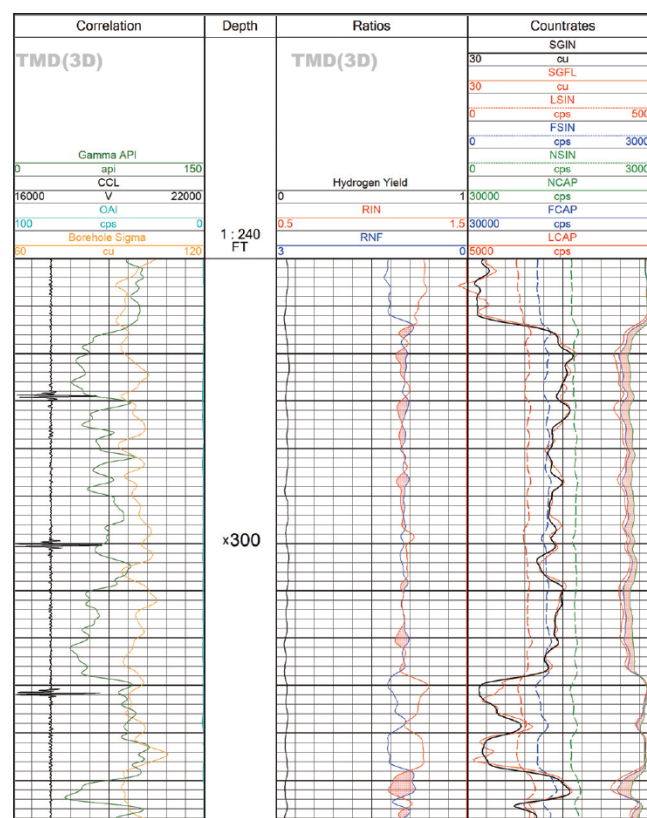 Correlation
Depth
Ratios
Countrates
TMD(3D)
TMD(3D)
Gamma API
0 api 150
CCL
16000 V 22000
OAI
100 cps 0
Borehole Sigma
60 cu 120
1 : 240
FT
Hydrogen Yield
0 1
RIN
0.5 1.5
RNF
3 0
SGIN
30 cu
SGFL
30 cu
LSIN
0 cps 500
FSIN
0 cps 3000
NSIN
0 cps 3000
NCAP
30000 cps
FCAP
30000 cps
LCAP
5000 cps
x300